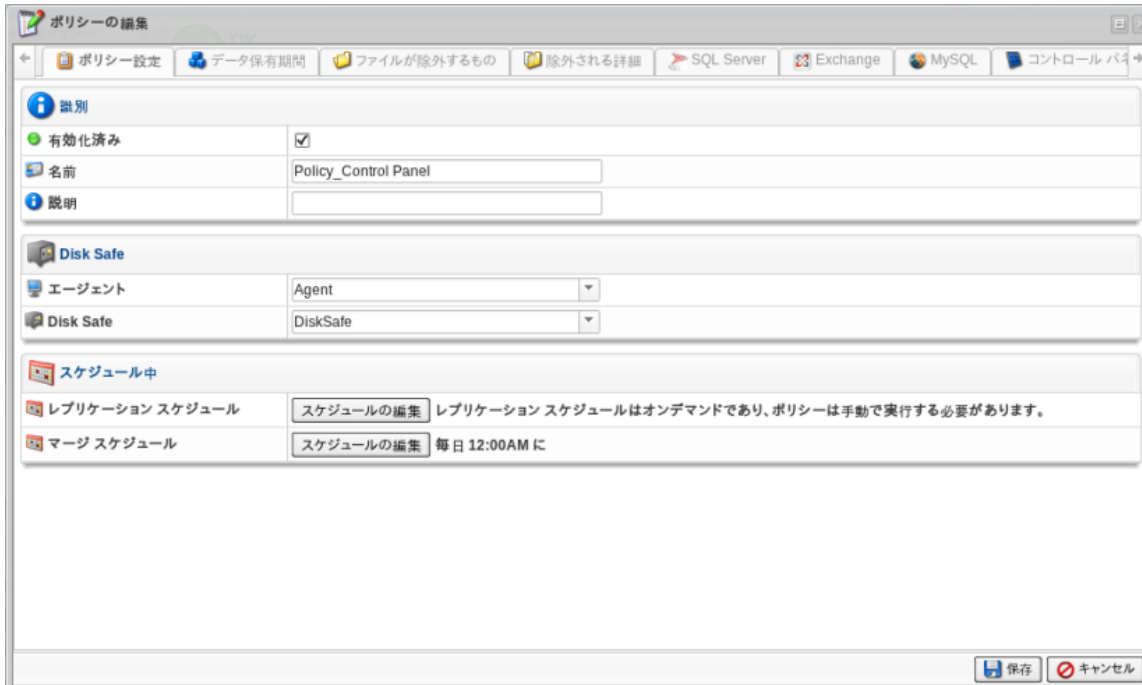 ポリシーの編集
ポリシー設定 データ保有期間 ファイルが除外するもの 除外される詳細 SQL Server Exchange MySQL コントロール パネ
識別
有効化済み
名前 Policy_Control Panel
説明
Disk Safe
エージェント Agent
Disk Safe DiskSafe
スケジュール中
レプリケーション スケジュール スケジュールの編集 レプリケーション スケジュールはオンデマンドであり、ポリシーは手動で実行する必要があります。
マージ スケジュール スケジュールの編集 毎日 12:00AM に
保存 キャンセル